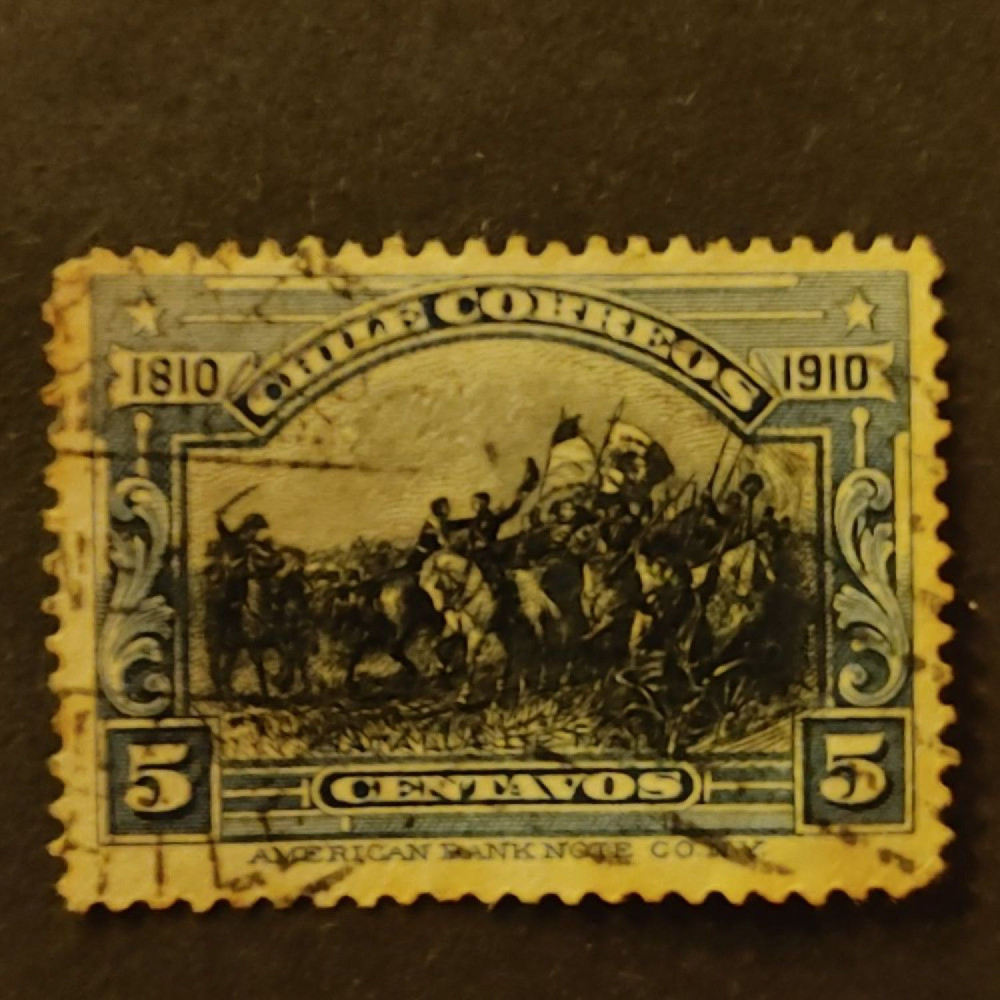 CHILE CORREOS
1810
1910
5
CENTAVOS
5
AMERICAN BANK NOTE CO. N.Y.